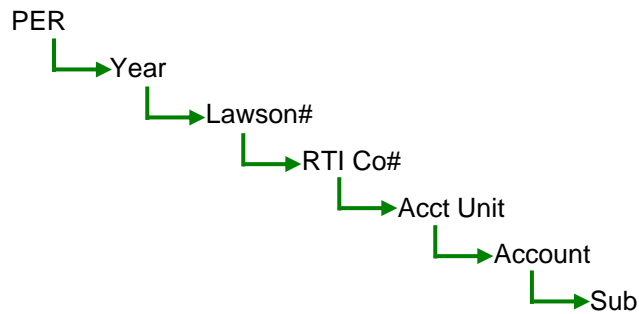 PER
Year
Lawson#
RTI Co#
Acct Unit
Account
Sub